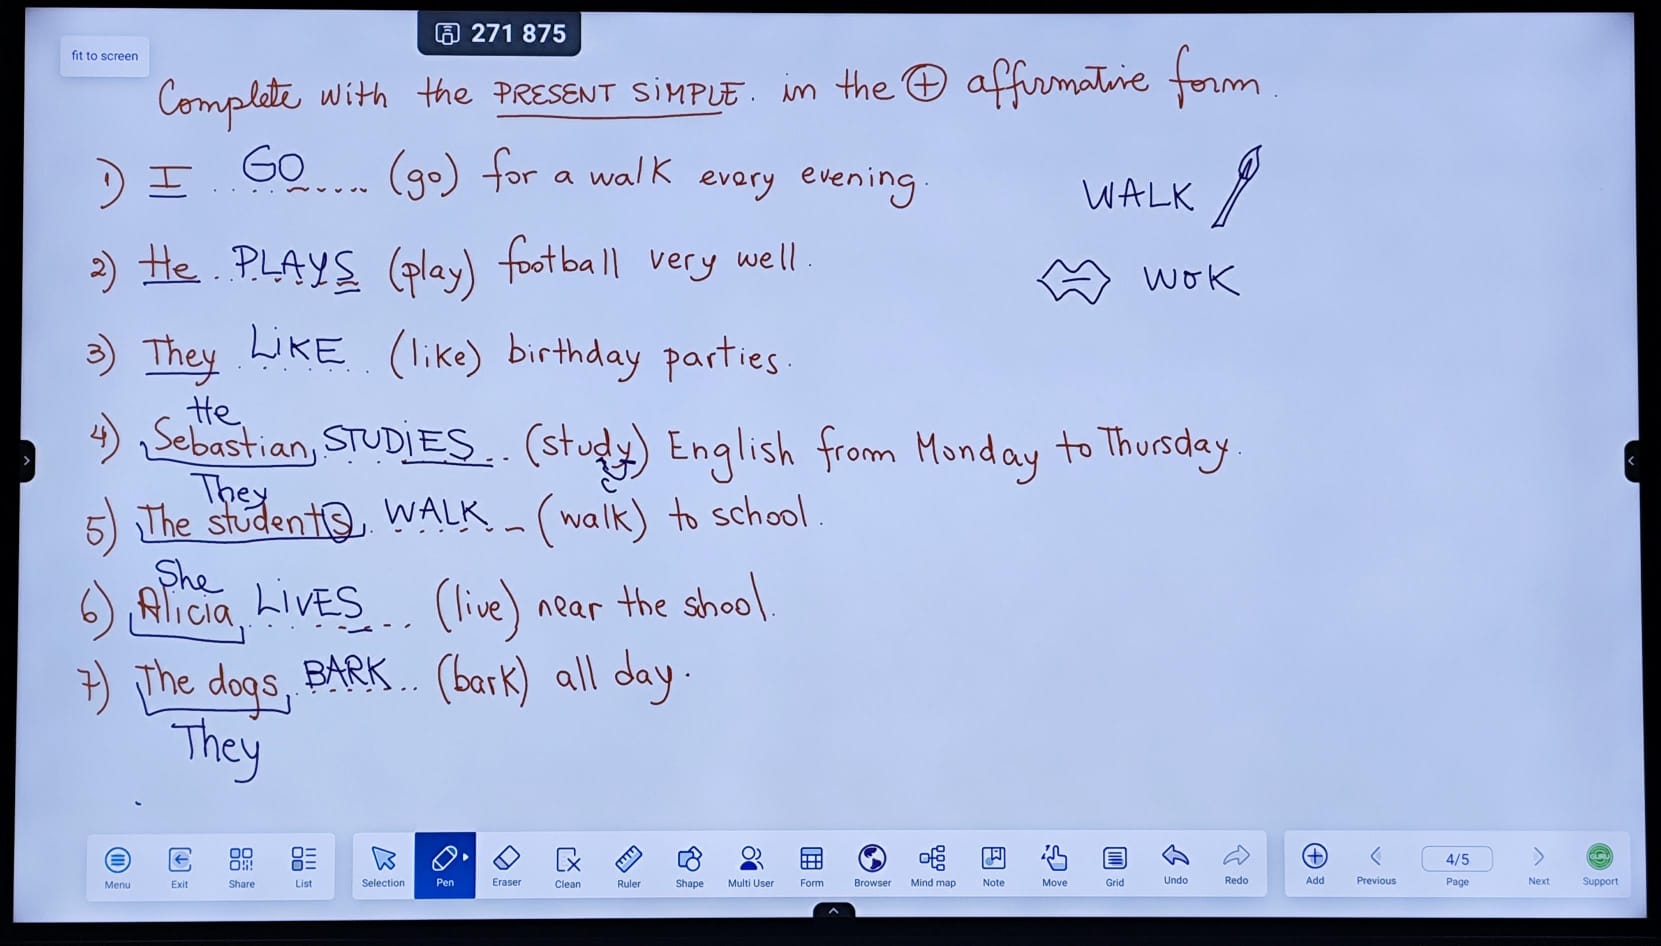 271 875
fit to screen
Complete with the PRESENT SiMPLE. in the + affirmative form.
1) I GO (go) for a walk every evening.
WALK
2) He PLAYS (play) football very well.
WOK
3) They LiKE (like) birthday parties.
He
4) Sebastian STUDiES (study) English from Monday to Thursday.
They
5) The students WALK (walk) to school.
She
6) Alicia LiVES (live) near the shool.
7) The dogs BARK (bark) all day.
They
Menu Exit Share List Selection Pen Eraser Clean Ruler Shape Multi User Form Browser Mind map Note Move Grid Undo Redo Add Previous 4/5 Page Next Support